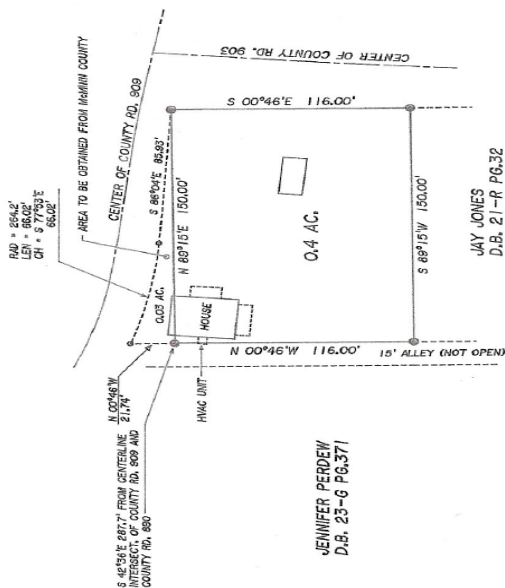 RAD = 264.2'
LEN = 66.02'
CH = S 77°53'E
66.02'
AREA TO BE OBTAINED FROM McMINN COUNTY
CENTER OF COUNTY RD. 909
CENTER OF COUNTY RD. 903
S 86°04'E 85.93'
0.03 AC.
N 89°15'E 150.00'
S 00°46'E 116.00'
N 00°46'W
21.74'
S 42°36'E 287.7' FROM CENTERLINE
INTERSECT. OF COUNTY RD. 909 AND
COUNTY RD. 890
HOUSE
HVAC UNIT
0.4 AC.
N 00°46'W 116.00'
S 89°15'W 150.00'
15' ALLEY (NOT OPEN)
JENNIFER PERDEW
D.B. 23-G PG.371
JAY JONES
D.B. 21-R PG.32